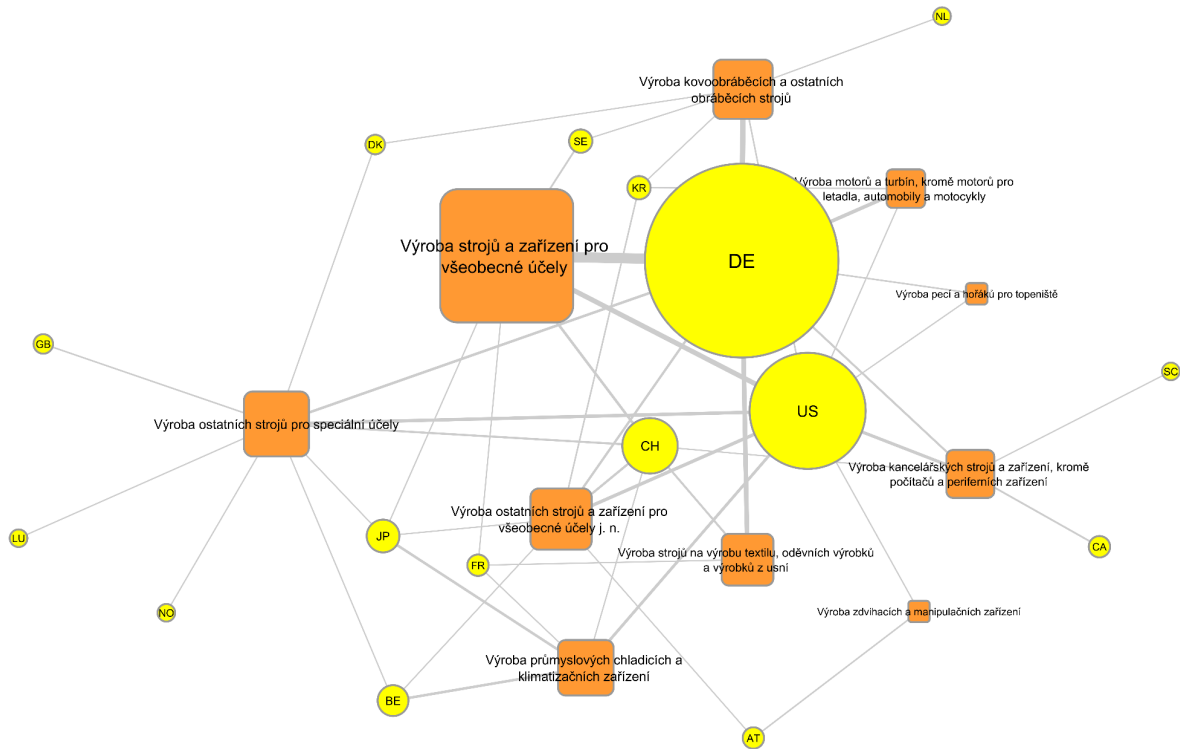 NL
Výroba kovoobráběcích a ostatních
obráběcích strojů
DK
SE
KR
Výroba motorů a turbín, kromě motorů pro
letadla, automobily a motocykly
Výroba strojů a zařízení pro
všeobecné účely
DE
Výroba pecí a hořáků pro topeniště
GB
SC
US
Výroba ostatních strojů pro speciální účely
CH
Výroba kancelářských strojů a zařízení, kromě
počítačů a periferních zařízení
Výroba ostatních strojů a zařízení pro
všeobecné účely j. n.
LU
JP
CA
Výroba strojů na výrobu textilu, oděvních výrobků
a výrobků z usní
FR
NO
Výroba zdvihacích a manipulačních zařízení
Výroba průmyslových chladicích a
klimatizačních zařízení
BE
AT